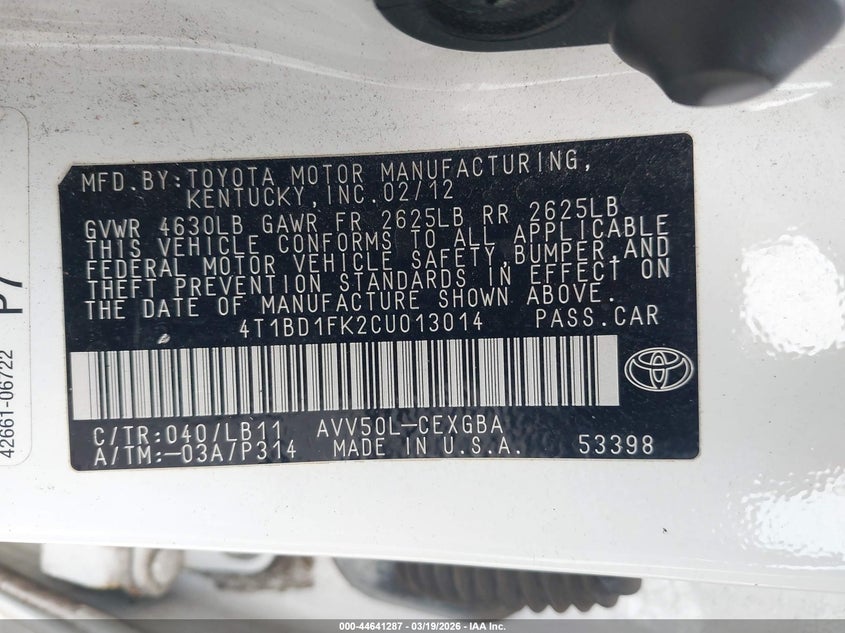 MFD.BY:TOYOTA MOTOR MANUFACTURING,
KENTUCKY,INC.02/12
GVWR 4630LB GAWR FR 2625LB RR 2625LB
THIS VEHICLE CONFORMS TO ALL APPLICABLE
FEDERAL MOTOR VEHICLE SAFETY,BUMPER,AND
THEFT PREVENTION STANDARDS IN EFFECT ON
THE DATE OF MANUFACTURE SHOWN ABOVE.
4T1BD1FK2CU013014 PASS.CAR
C/TR:040/LB11 AVV50L-CEXGBA
A/TM:-03A/P314 MADE IN U.S.A. 53398
P7
42661-06722
000-44641287 - 03/19/2026 - IAA Inc.